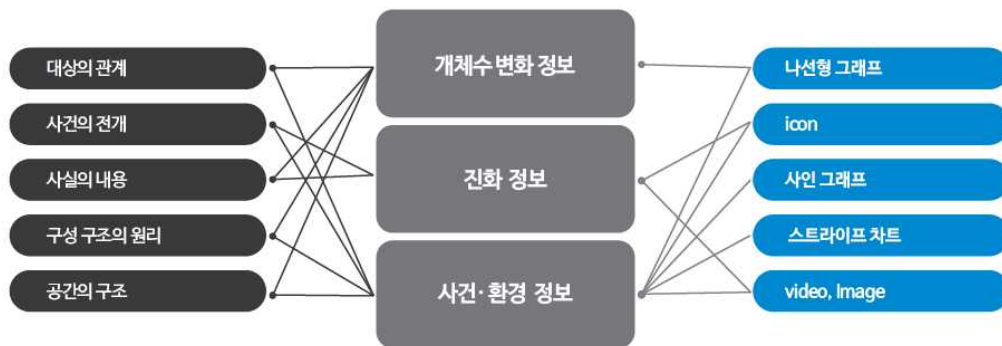 대상의 관계
사건의 전개
사실의 내용
구성 구조의 원리
공간의 구조
개체수 변화 정보
진화 정보
사건·환경 정보
나선형 그래프
icon
사인 그래프
스트라이프 차트
video, Image